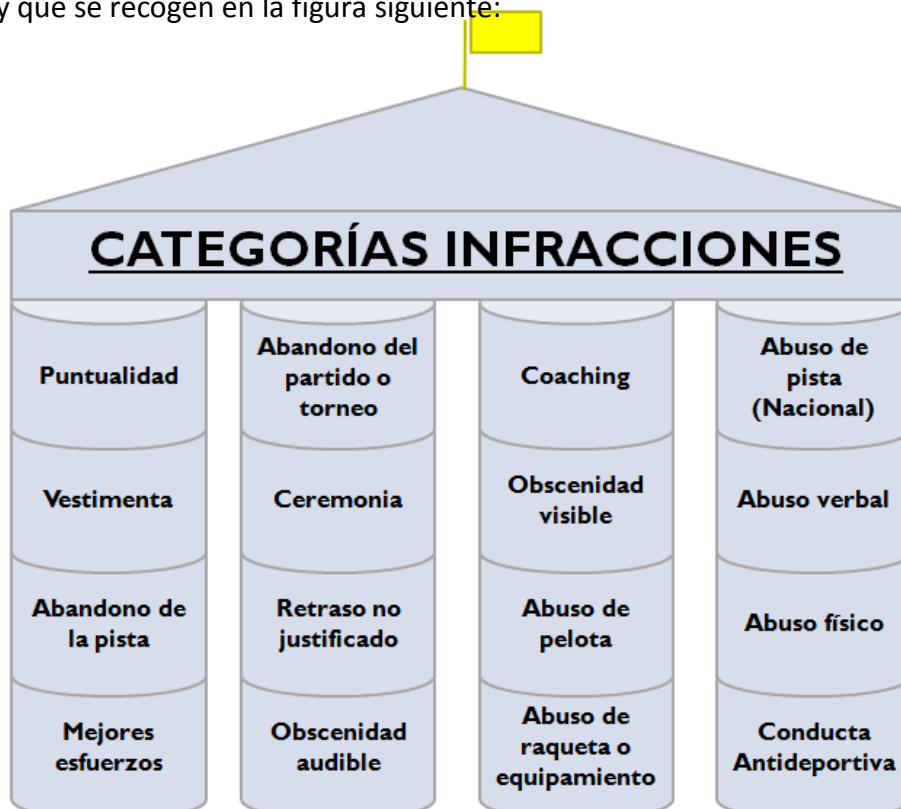 y que se recogen en la figura siguiente:
CATEGORÍAS INFRACCIONES
Puntualidad
Vestimenta
Abandono de
la pista
Mejores
esfuerzos
Abandono del
partido o
torneo
Ceremonia
Retraso no
justificado
Obscenidad
audible
Coaching
Obscenidad
visible
Abuso de
pelota
Abuso de
raqueta o
equipamiento
Abuso de
pista
(Nacional)
Abuso verbal
Abuso físico
Conducta
Antideportiva